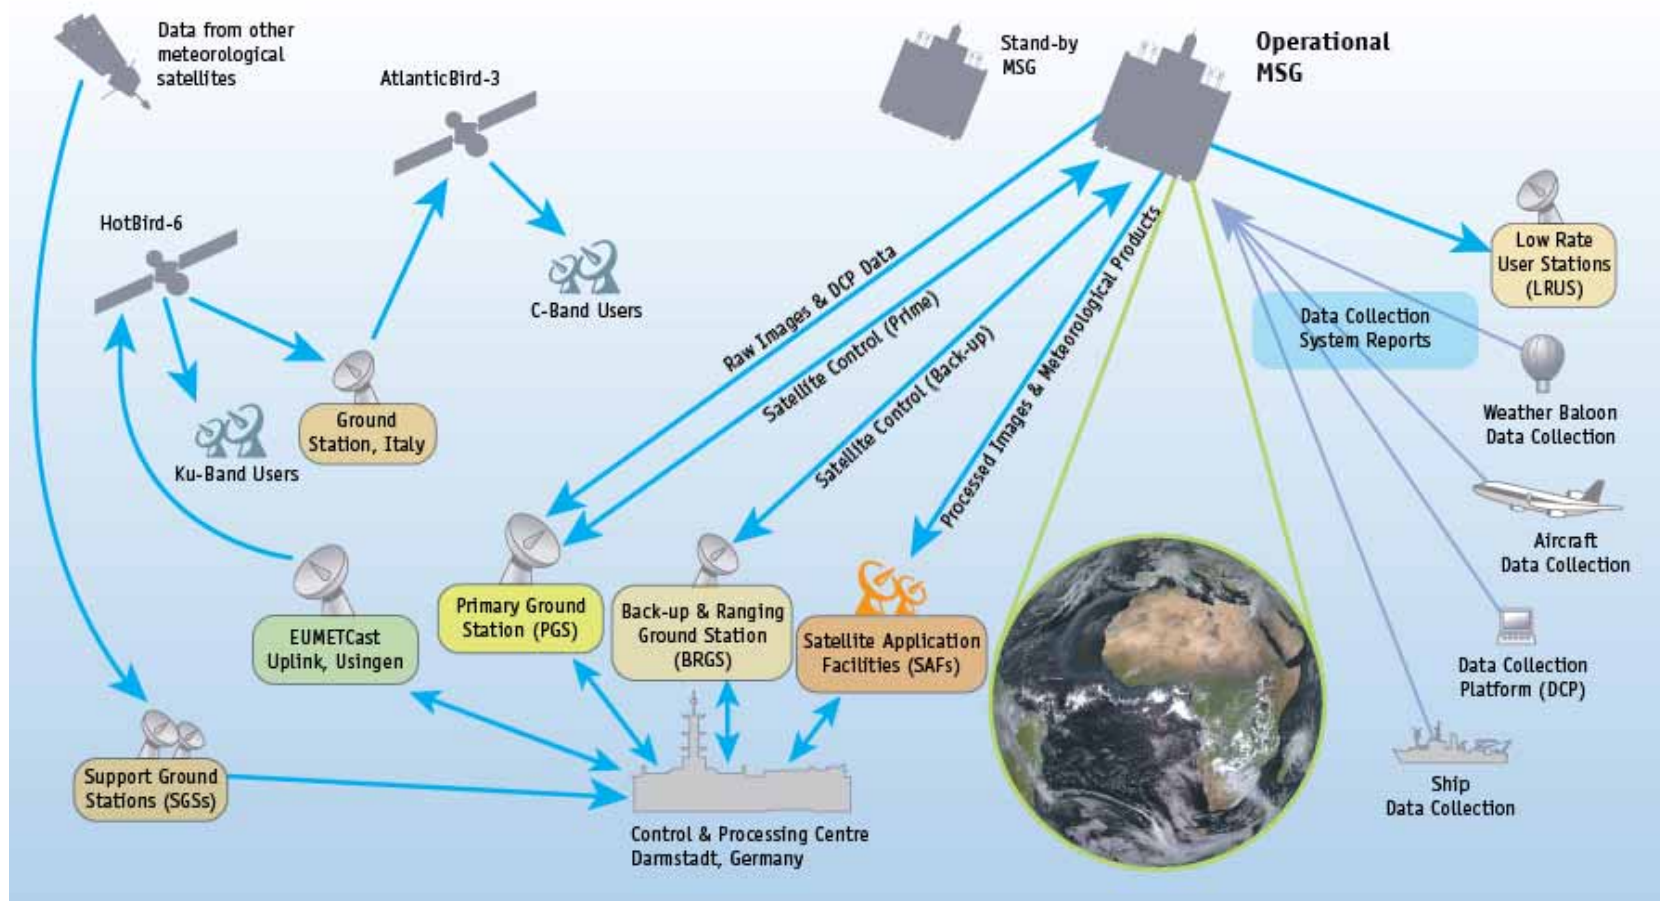 Data from other
meteorological
satellites
AtlanticBird-3
Stand-by
MSG
Operational
MSG
HotBird-6
C-Band Users
Low Rate
User Stations
(LRUS)
Data Collection
System Reports
Raw Images & DCP Data
Satellite Control (Prime)
Satellite Control (Back-up)
Processed Images & Meteorological Products
Ground
Station, Italy
Ku-Band Users
Weather Baloon
Data Collection
Aircraft
Data Collection
EUMETCast
Uplink, Usingen
Primary Ground
Station (PGS)
Back-up & Ranging
Ground Station
(BRGS)
Satellite Application
Facilities (SAFs)
Data Collection
Platform (DCP)
Support Ground
Stations (SGSs)
Ship
Data Collection
Control & Processing Centre
Darmstadt, Germany